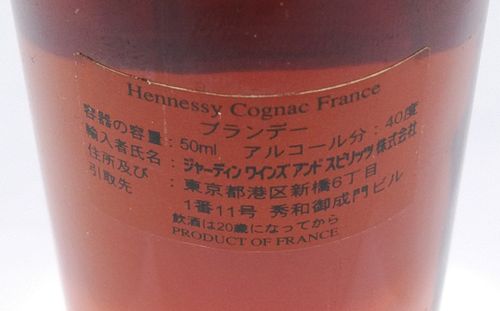 Hennessy Cognac France
ブランデー
容器の容量：50ml アルコール分：40度
輸入者氏名：ジャーディン ワインズ アンド スピリッツ 株式会社
住所及び：東京都港区新橋6丁目
引取先 1番11号 秀和御成門ビル
飲酒は20歳になってから
PRODUCT OF FRANCE